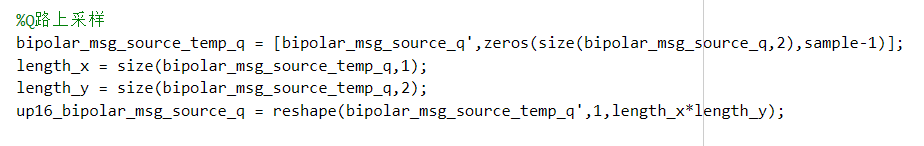 %Q路上采样
bipolar_msg_source_temp_q = [bipolar_msg_source_q',zeros(size(bipolar_msg_source_q,2),sample-1)];
length_x = size(bipolar_msg_source_temp_q,1);
length_y = size(bipolar_msg_source_temp_q,2);
up16_bipolar_msg_source_q = reshape(bipolar_msg_source_temp_q',1,length_x*length_y);